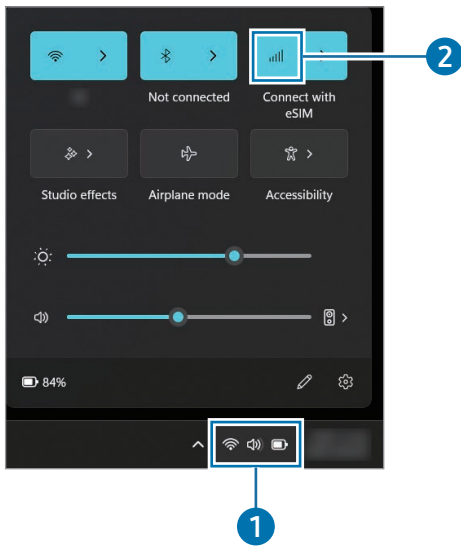 2
Not connected
Connect with
eSIM
Studio effects
Airplane mode
Accessibility
84%
1